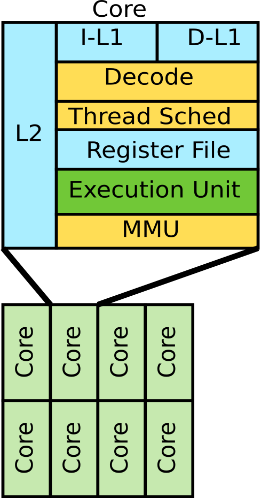 Core
I-L1 D-L1
Decode
L2
Thread Sched
Register File
Execution Unit
MMU
Core Core Core Core
Core Core Core Core